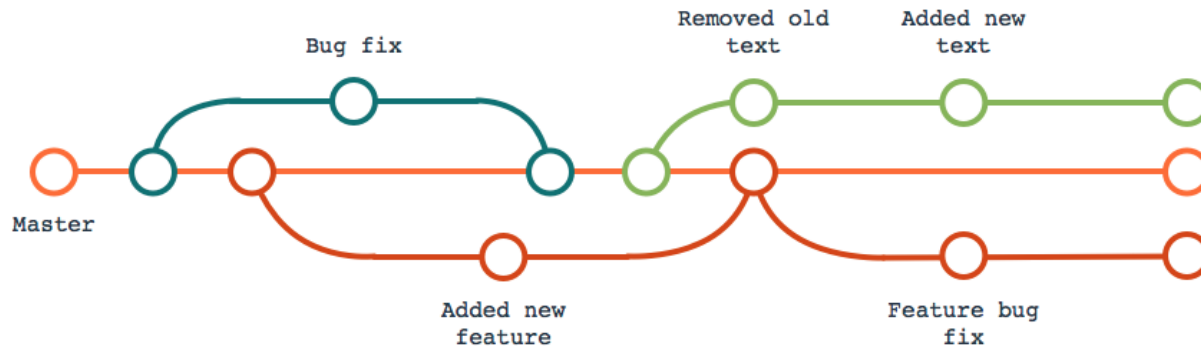 Removed old
text
Added new
text
Bug fix
Master
Added new
feature
Feature bug
fix